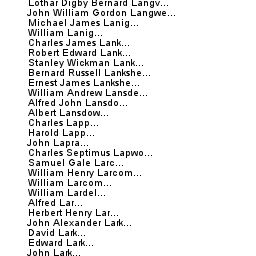 Lothar Digby Bernard Langv...
John William Gordon Langwe...
Michael James Lanig...
William Lanig...
Charles James Lank...
Robert Edward Lank...
Stanley Wickman Lank...
Bernard Russell Lankshe...
Ernest James Lankshe...
William Andrew Lansde...
Alfred John Lansdo...
Albert Lansdow...
Charles Lapp...
Harold Lapp...
John Lapra...
Charles Septimus Lapwo...
Samuel Gale Larc...
William Henry Larcom...
William Larcom...
William Lardel...
Alfred Lar...
Herbert Henry Lar...
John Alexander Lark...
David Lark...
Edward Lark...
John Lark...